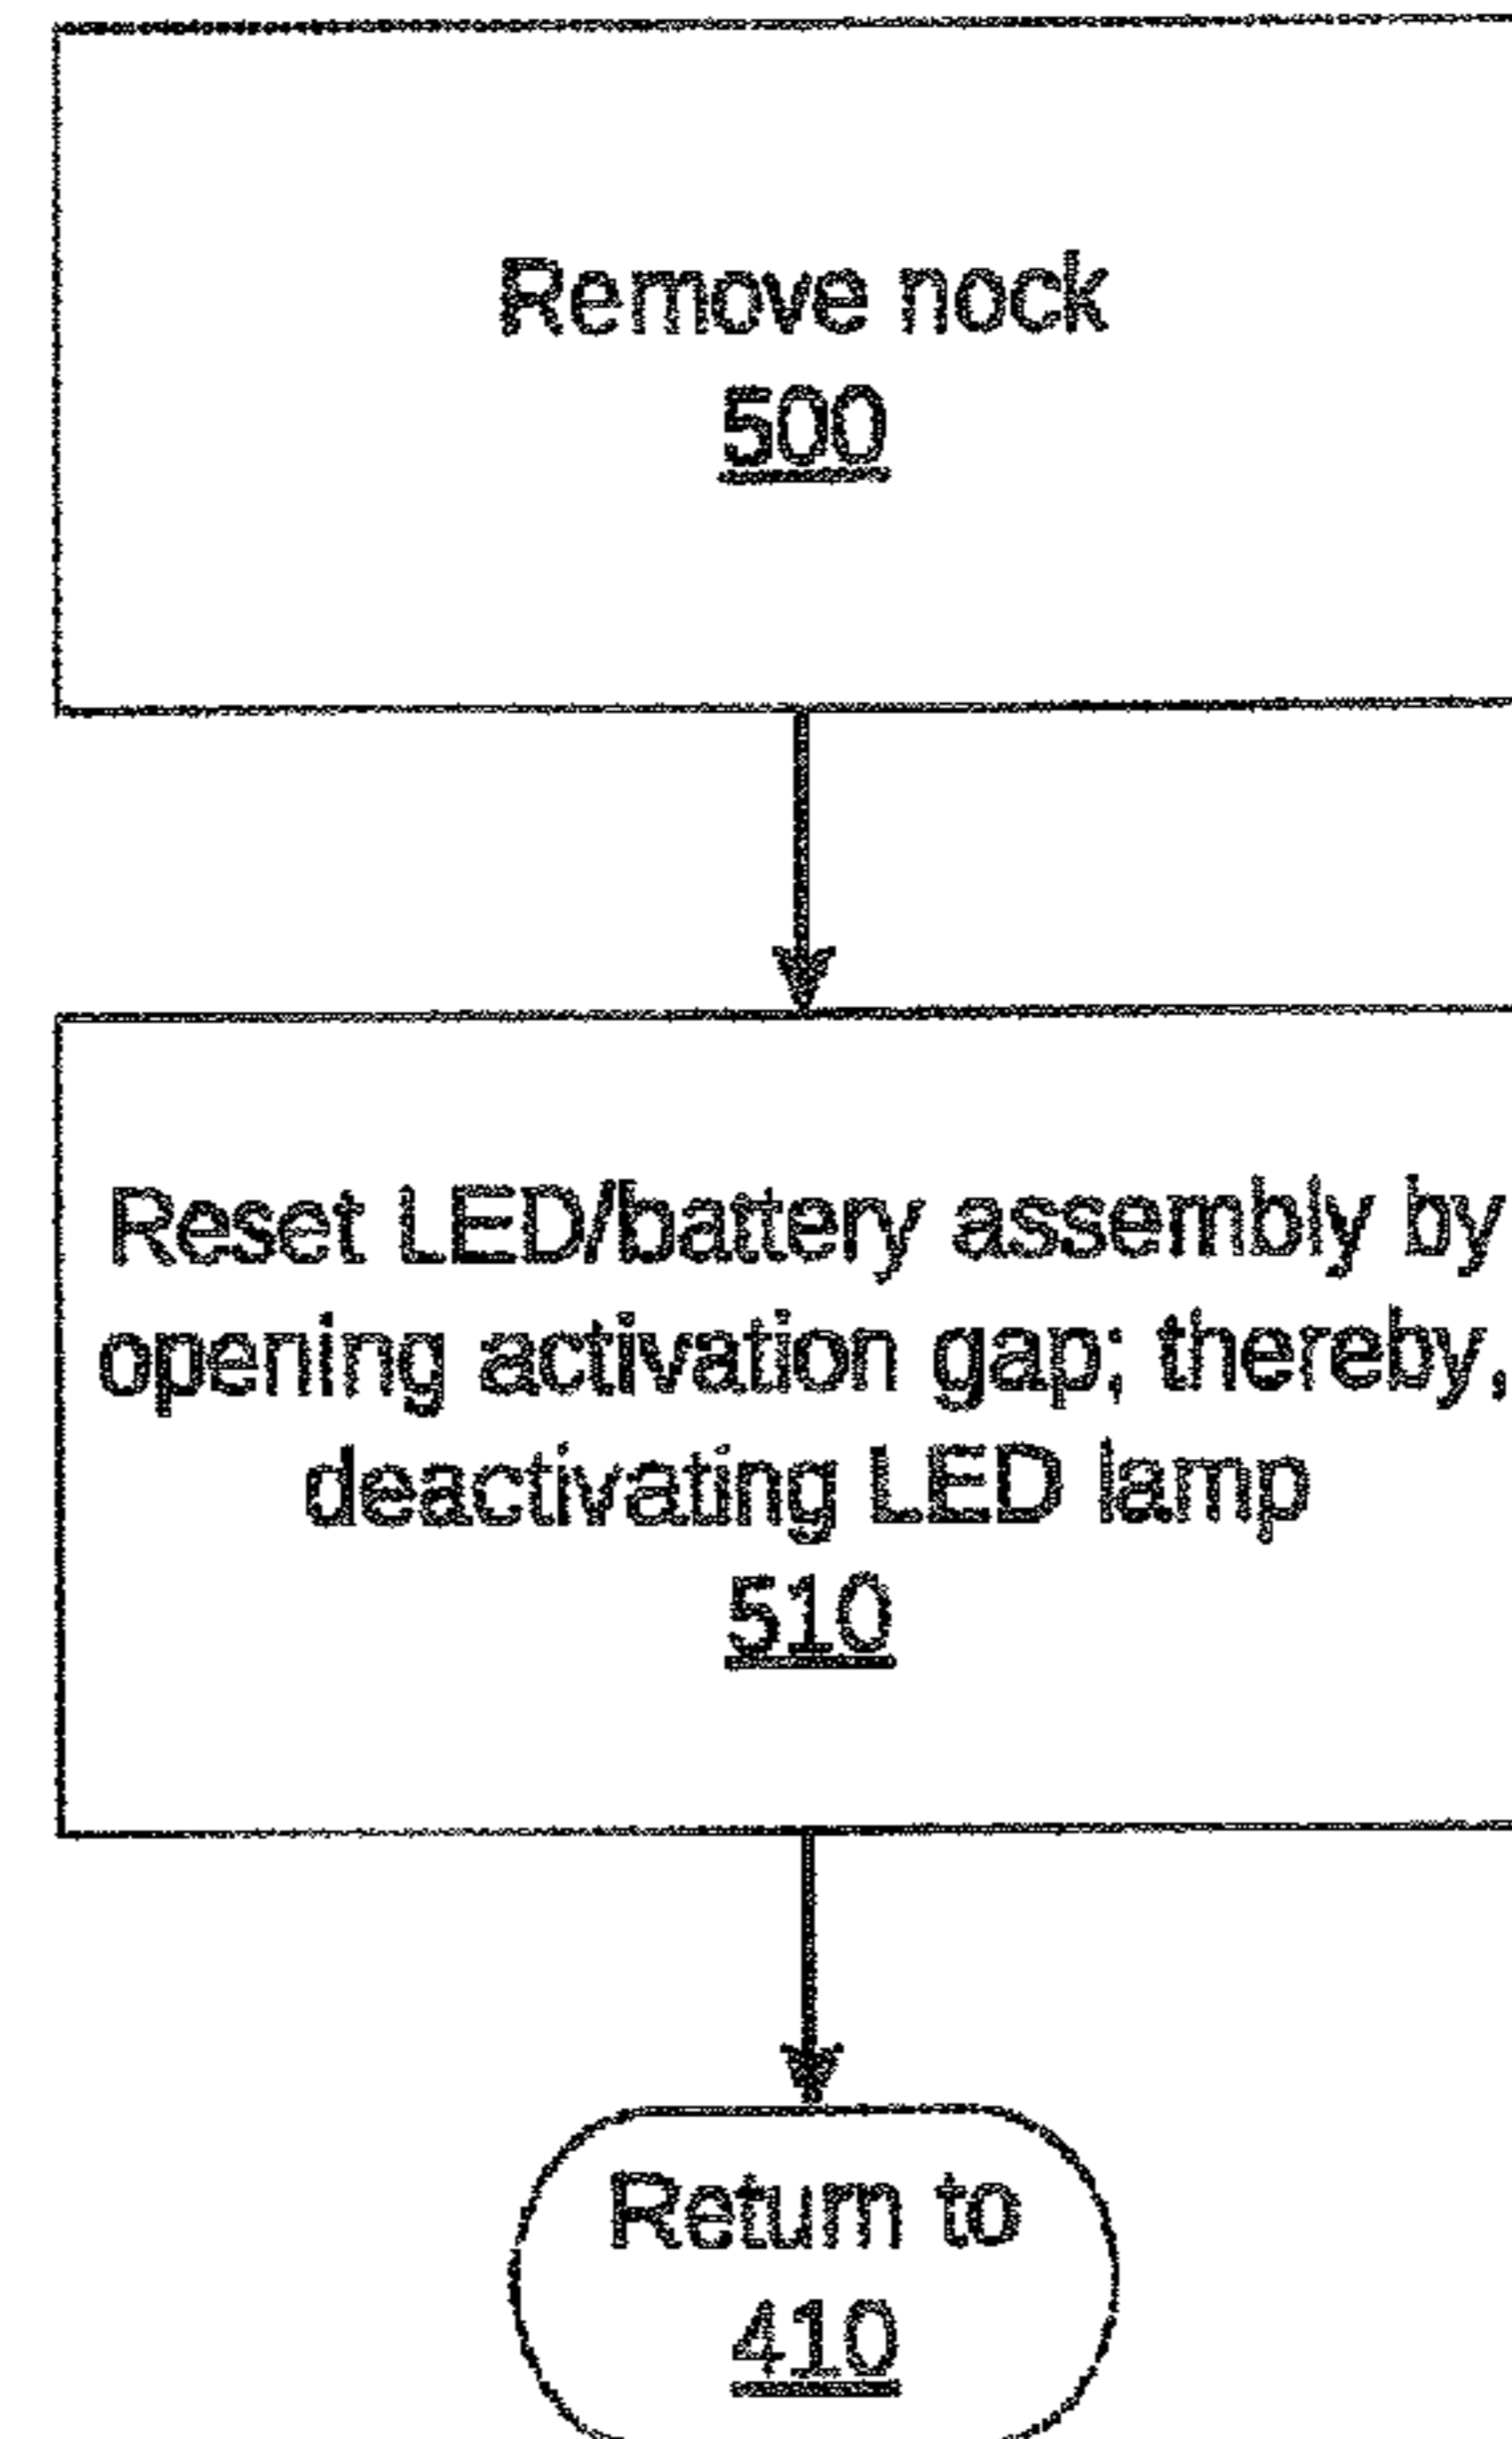 Remove nock
500
Reset LED/battery assembly by
opening activation gap; thereby,
deactivating LED lamp
510
Return to
410